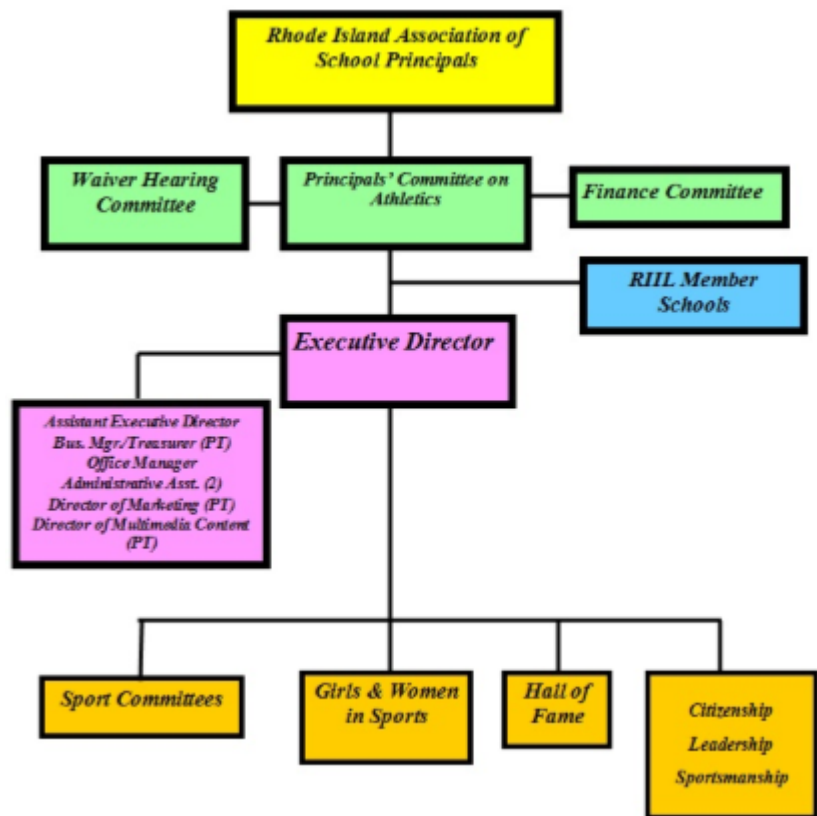 Rhode Island Association of
School Principals
Waiver Hearing
Committee
Principals' Committee on
Athletics
Finance Committee
RIIL Member
Schools
Executive Director
Assistant Executive Director
Bus. Mgr./Treasurer (PT)
Office Manager
Administrative Asst. (2)
Director of Marketing (PT)
Director of Multimedia Content
(PT)
Sport Committees
Girls & Women
in Sports
Hall of
Fame
Citizenship
Leadership
Sportsmanship